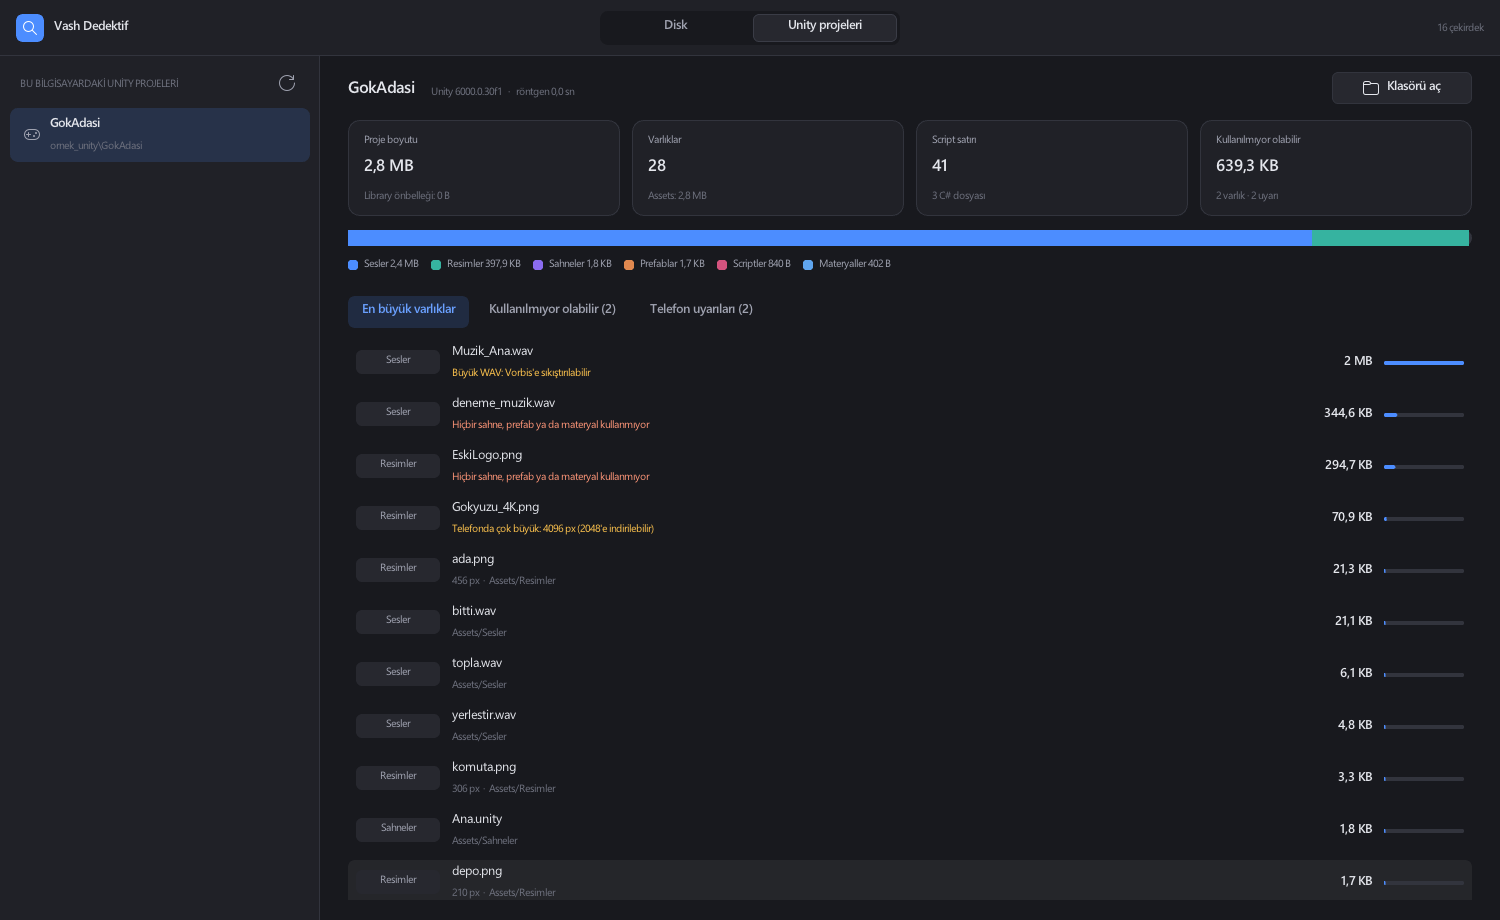 Vash Dedektif
Disk
Unity projeleri
16 çekirdek
BU BİLGİSAYARDAKİ UNİTY PROJELERİ
GokAdasi
ornek_unity\GokAdasi
GokAdasi
Unity 6000.0.30f1 · röntgen 0,0 sn
Klasörü aç
Proje boyutu
2,8 MB
Library önbelleği: 0 B
Varlıklar
28
Assets: 2,8 MB
Script satırı
41
3 C# dosyası
Kullanılmıyor olabilir
639,3 KB
2 varlık · 2 uyarı
Sesler 2,4 MB
Resimler 397,9 KB
Sahneler 1,8 KB
Prefablar 1,7 KB
Scriptler 840 B
Materyaller 402 B
En büyük varlıklar
Kullanılmıyor olabilir (2)
Telefon uyarıları (2)
Sesler
Muzik_Ana.wav
Büyük WAV: Vorbis'e sıkıştırılabilir
2 MB
Sesler
deneme_muzik.wav
Hiçbir sahne, prefab ya da materyal kullanmıyor
344,6 KB
Resimler
EskiLogo.png
Hiçbir sahne, prefab ya da materyal kullanmıyor
294,7 KB
Resimler
Gokyuzu_4K.png
Telefonda çok büyük: 4096 px (2048'e indirilebilir)
70,9 KB
Resimler
ada.png
456 px · Assets/Resimler
21,3 KB
Sesler
bitti.wav
Assets/Sesler
21,1 KB
Sesler
topla.wav
Assets/Sesler
6,1 KB
Sesler
yerlestir.wav
Assets/Sesler
4,8 KB
Resimler
komuta.png
306 px · Assets/Resimler
3,3 KB
Sahneler
Ana.unity
Assets/Sahneler
1,8 KB
Resimler
depo.png
210 px · Assets/Resimler
1,7 KB